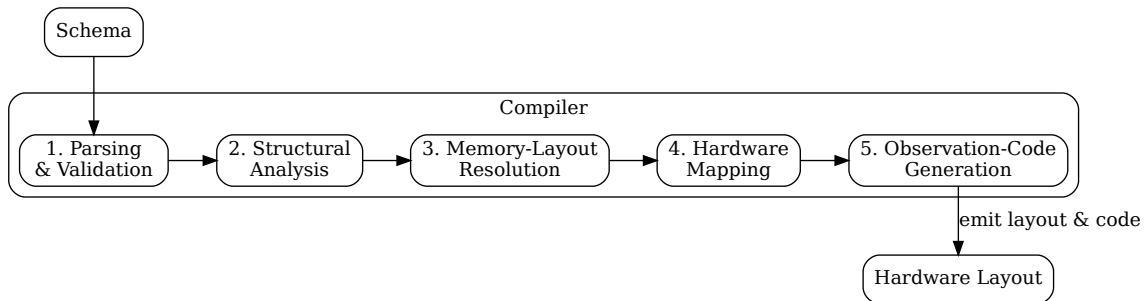 Schema
Compiler
1. Parsing
& Validation
2. Structural
Analysis
3. Memory-Layout
Resolution
4. Hardware
Mapping
5. Observation-Code
Generation
emit layout & code
Hardware Layout